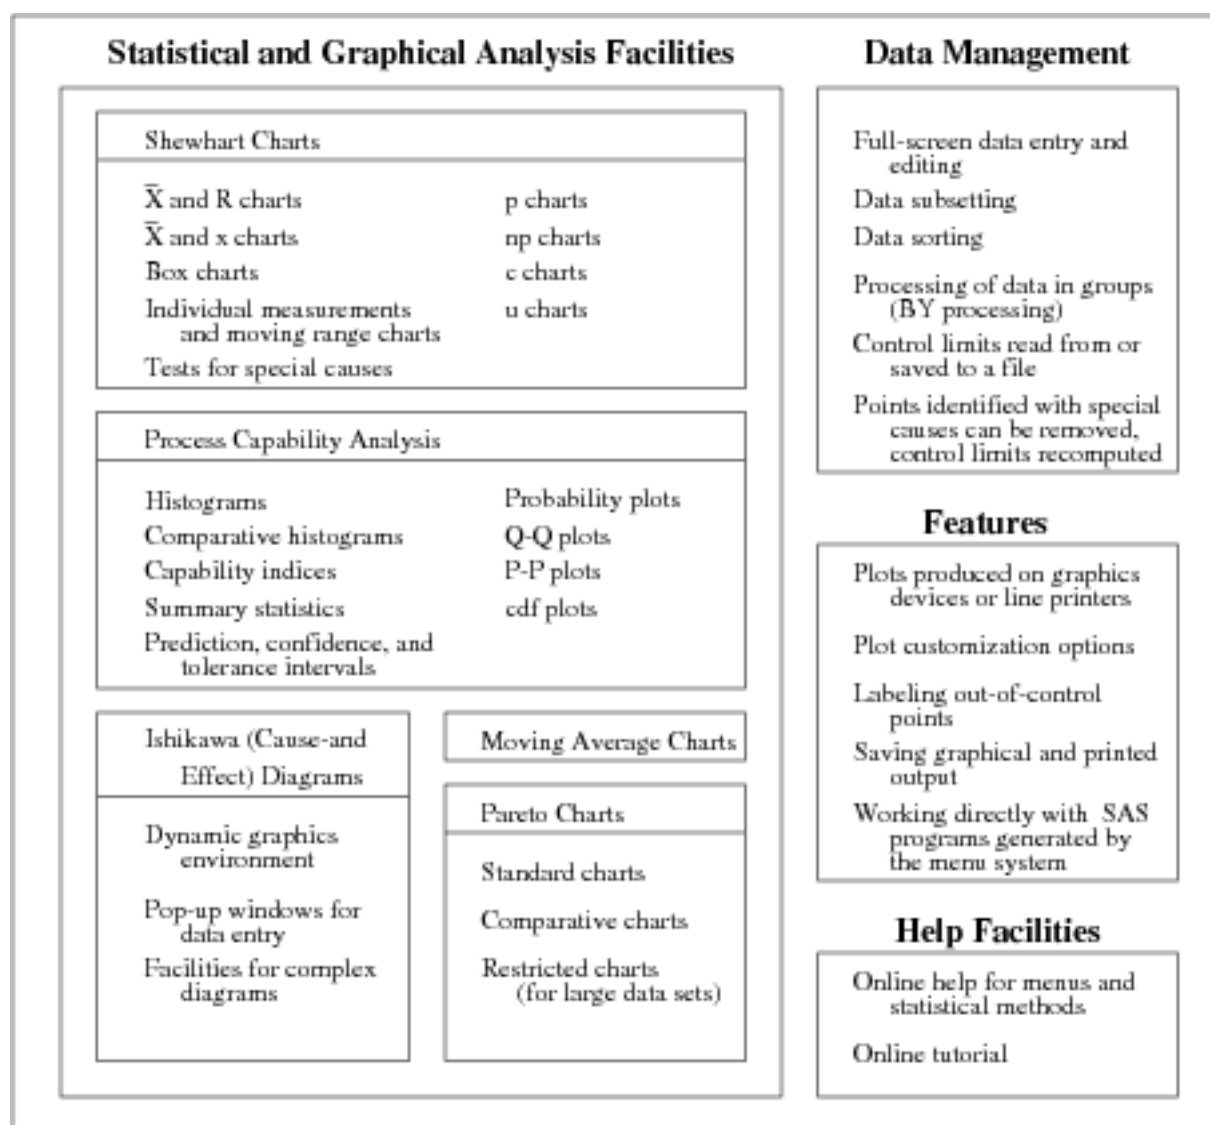 Statistical and Graphical Analysis Facilities
Shewhart Charts
X̅ and R charts
X̅ and x charts
Box charts
Individual measurements
and moving range charts
Tests for special causes
p charts
np charts
c charts
u charts
Process Capability Analysis
Histograms
Comparative histograms
Capability indices
Summary statistics
Prediction, confidence, and
tolerance intervals
Probability plots
Q-Q plots
P-P plots
cdf plots
Ishikawa (Cause-and
Effect) Diagrams
Dynamic graphics
environment
Pop-up windows for
data entry
Facilities for complex
diagrams
Moving Average Charts
Pareto Charts
Standard charts
Comparative charts
Restricted charts
(for large data sets)
Data Management
Full-screen data entry and
editing
Data subsetting
Data sorting
Processing of data in groups
(BY processing)
Control limits read from or
saved to a file
Points identified with special
causes can be removed,
control limits recomputed
Features
Plots produced on graphics
devices or line printers
Plot customization options
Labeling out-of-control
points
Saving graphical and printed
output
Working directly with SAS
programs generated by
the menu system
Help Facilities
Online help for menus and
statistical methods
Online tutorial